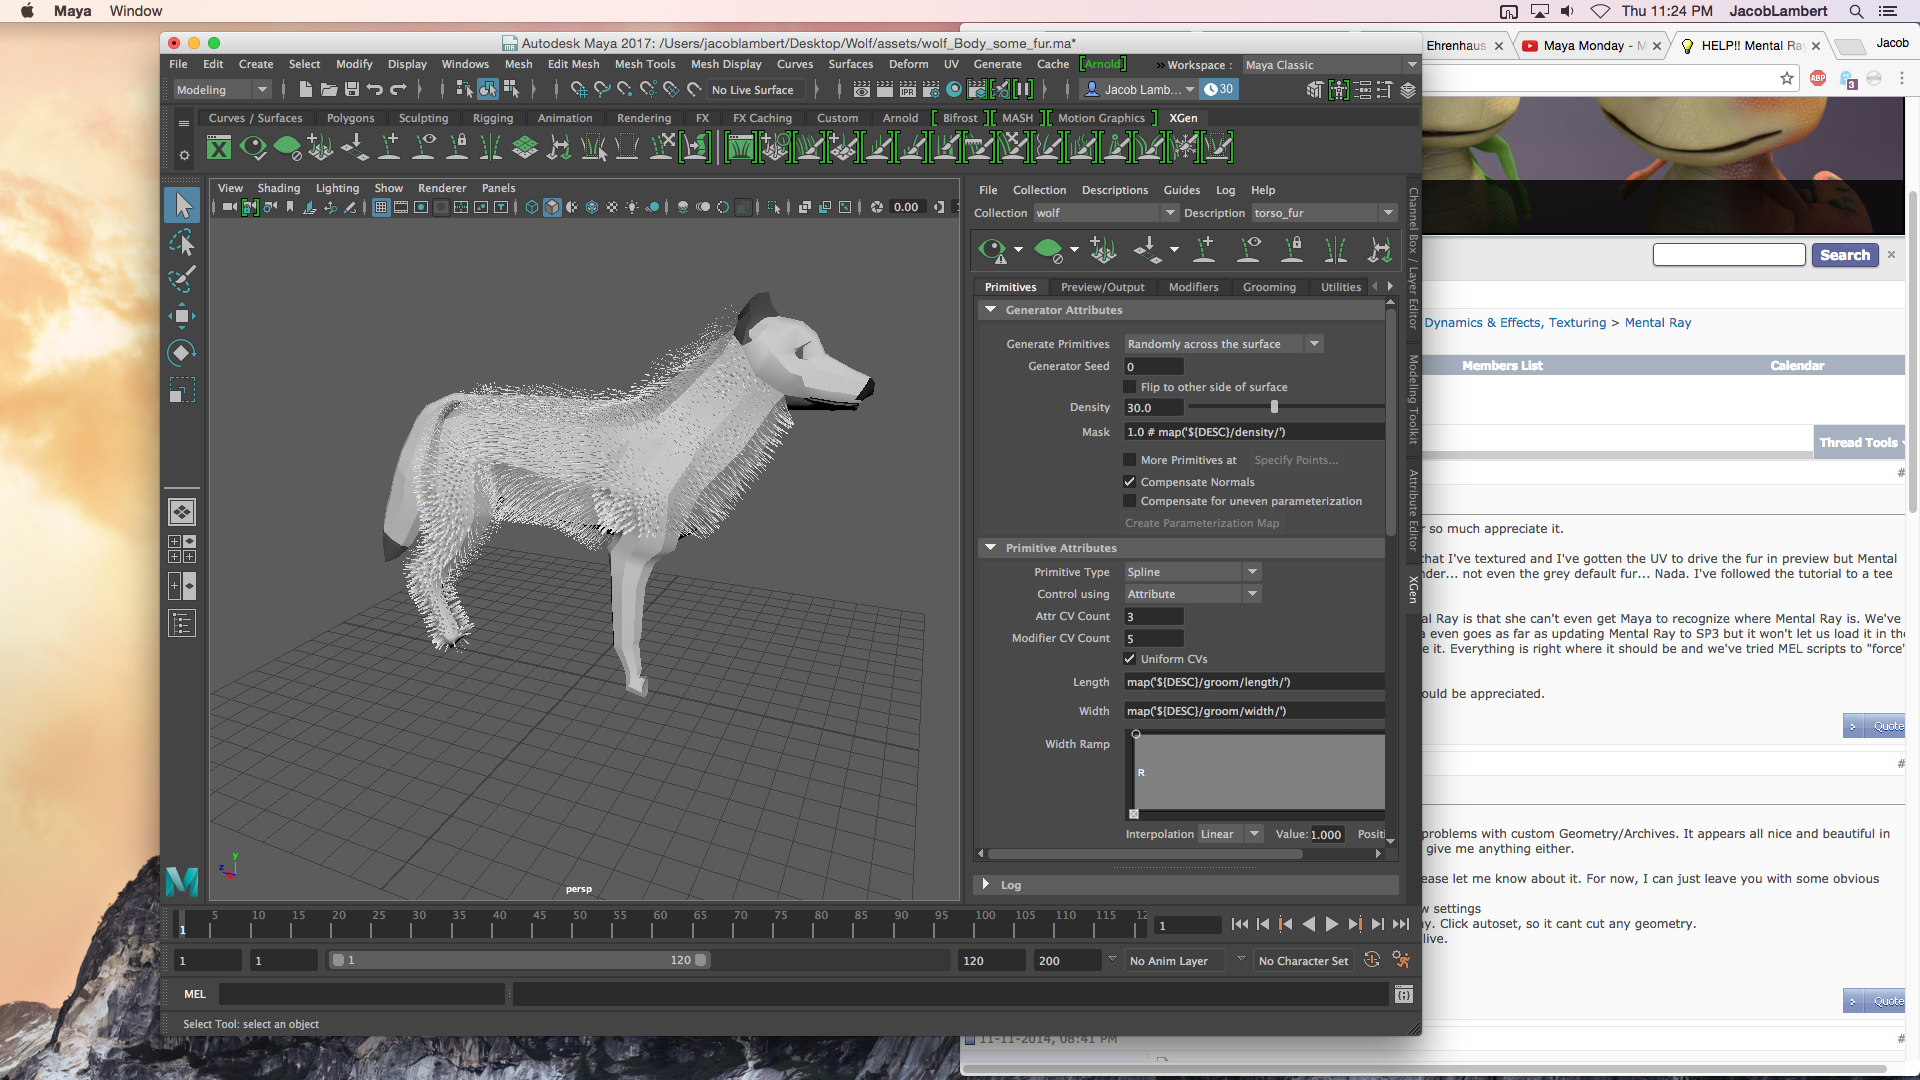 Maya Window
Thu 11:24 PM JacobLambert
Autodesk Maya 2017: /Users/jacoblambert/Desktop/Wolf/assets/wolf_Body_some_fur.ma*
File Edit Create Select Modify Display Windows Mesh Edit Mesh Mesh Tools Mesh Display Curves Surfaces Deform UV Generate Cache [Arnold] Workspace : Maya Classic
Modeling No Live Surface IPR Jacob Lamb... 30
Curves / Surfaces Polygons Sculpting Rigging Animation Rendering FX FX Caching Custom Arnold Bifrost MASH Motion Graphics XGen
View Shading Lighting Show Renderer Panels
0.00
File Collection Descriptions Guides Log Help
Collection wolf Description torso_fur
Primitives Preview/Output Modifiers Grooming Utilities
Generator Attributes
Generate Primitives Randomly across the surface
Generator Seed 0
Flip to other side of surface
Density 30.0
Mask 1.0 # map('${DESC}/density/')
More Primitives at Specify Points...
Compensate Normals
Compensate for uneven parameterization
Create Parameterization Map
Primitive Attributes
Primitive Type Spline
Control using Attribute
Attr CV Count 3
Modifier CV Count 5
Uniform CVs
Length map('${DESC}/groom/length/')
Width map('${DESC}/groom/width/')
Width Ramp
R
Interpolation Linear Value: 1.000 Positi
Log
Channel Box / Layer Editor
Modeling Toolkit
Attribute Editor
XGen
persp
y
z
5 10 15 20 25 30 35 40 45 50 55 60 65 70 75 80 85 90 95 100 105 110 115 12
1
1
1 1 1 120 120 200 No Anim Layer No Character Set
MEL
Select Tool: select an object
Ehrenhaus
Maya Monday - M
HELP!! Mental Ra
Jacob
ABP
3
Search
Dynamics & Effects, Texturing > Mental Ray
Members List Calendar
Thread Tools
#
so much appreciate it.
that I've textured and I've gotten the UV to drive the fur in preview but Mental
nder... not even the grey default fur... Nada. I've followed the tutorial to a tee
al Ray is that she can't even get Maya to recognize where Mental Ray is. We've
a even goes as far as updating Mental Ray to SP3 but it won't let us load it in the
e it. Everything is right where it should be and we've tried MEL scripts to "force"
ould be appreciated.
Quote
#
problems with custom Geometry/Archives. It appears all nice and beautiful in
give me anything either.
ease let me know about it. For now, I can just leave you with some obvious
w settings
ny. Click autoset, so it cant cut any geometry.
live.
Quote
11-11-2014, 08:41 PM
#